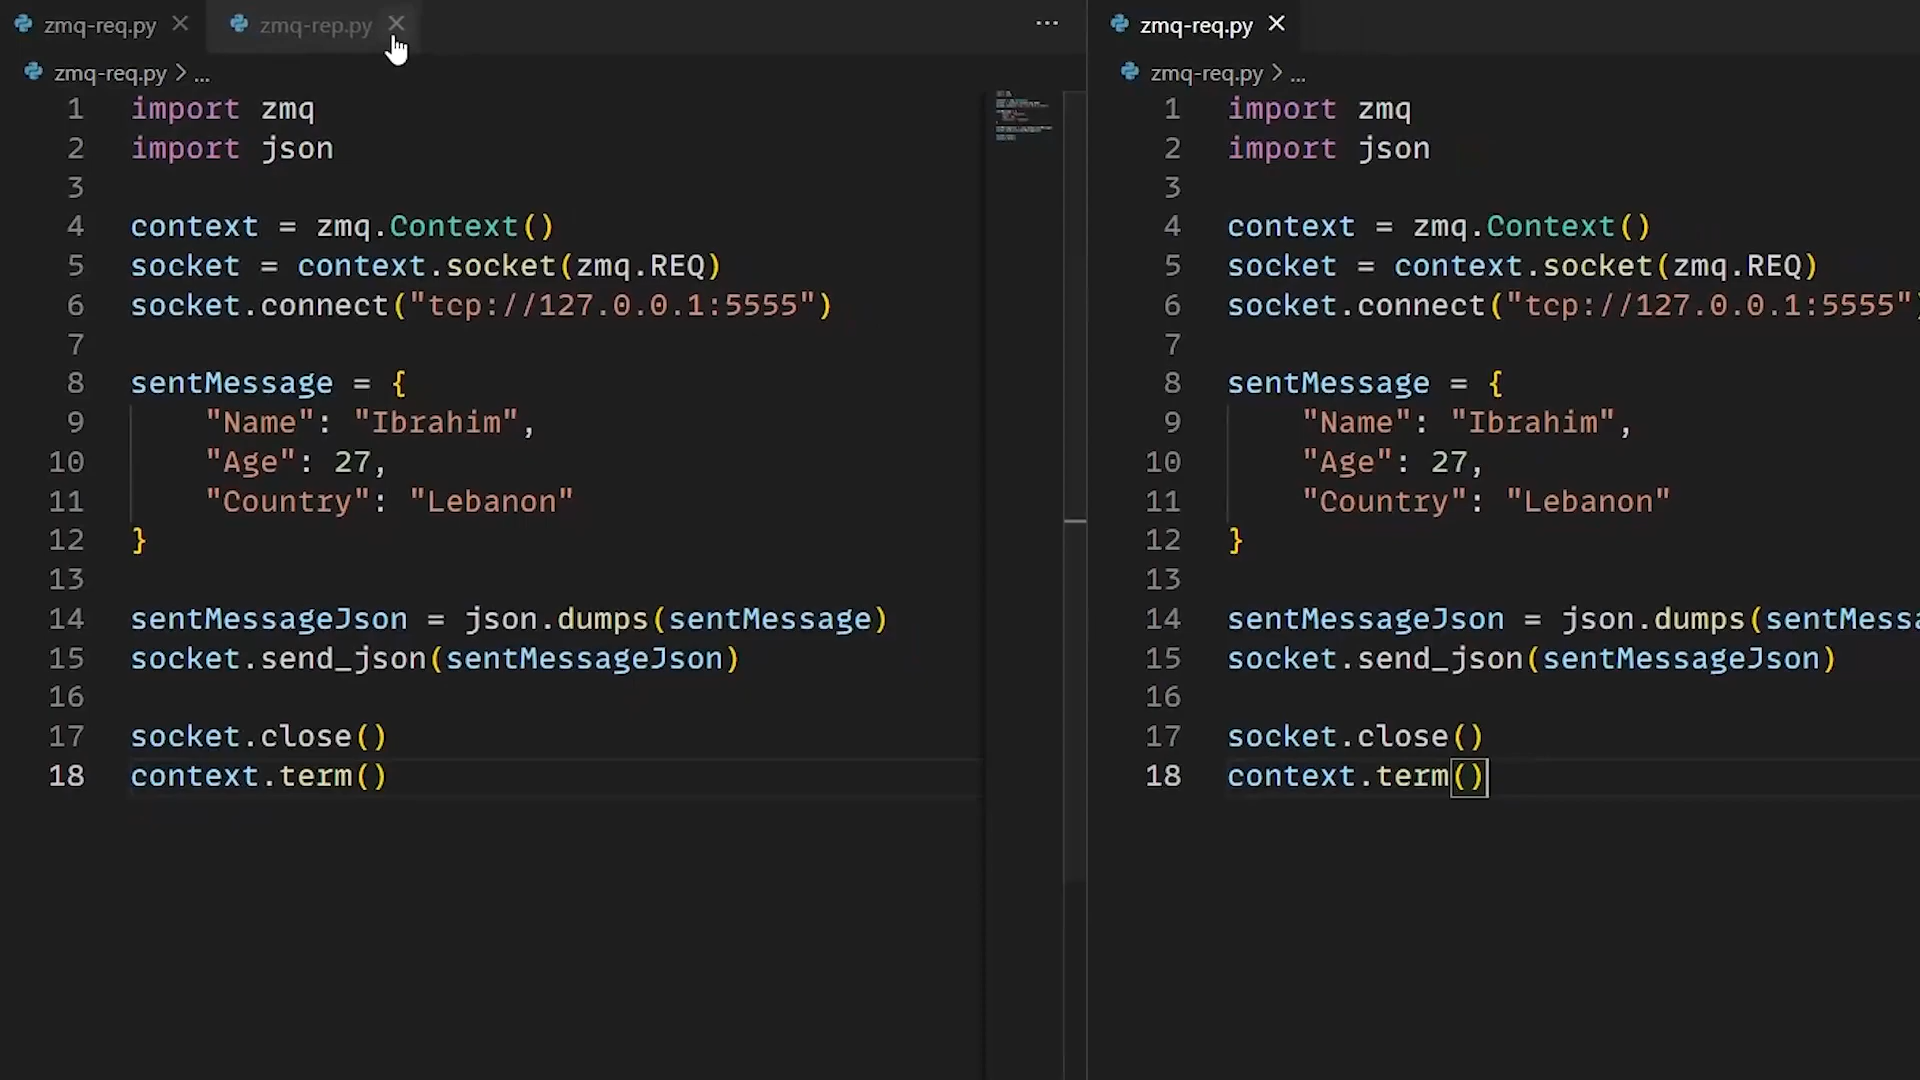 zmq-req.py
zmq-rep.py
zmq-req.py > ...
1 import zmq
2 import json
3
4 context = zmq.Context()
5 socket = context.socket(zmq.REQ)
6 socket.connect("tcp://127.0.0.1:5555")
7
8 sentMessage = {
9     "Name": "Ibrahim",
10     "Age": 27,
11     "Country": "Lebanon"
12 }
13
14 sentMessageJson = json.dumps(sentMessage)
15 socket.send_json(sentMessageJson)
16
17 socket.close()
18 context.term()
zmq-req.py
zmq-req.py > ...
1 import zmq
2 import json
3
4 context = zmq.Context()
5 socket = context.socket(zmq.REQ)
6 socket.connect("tcp://127.0.0.1:5555")
7
8 sentMessage = {
9     "Name": "Ibrahim",
10     "Age": 27,
11     "Country": "Lebanon"
12 }
13
14 sentMessageJson = json.dumps(sentMessa
15 socket.send_json(sentMessageJson)
16
17 socket.close()
18 context.term()